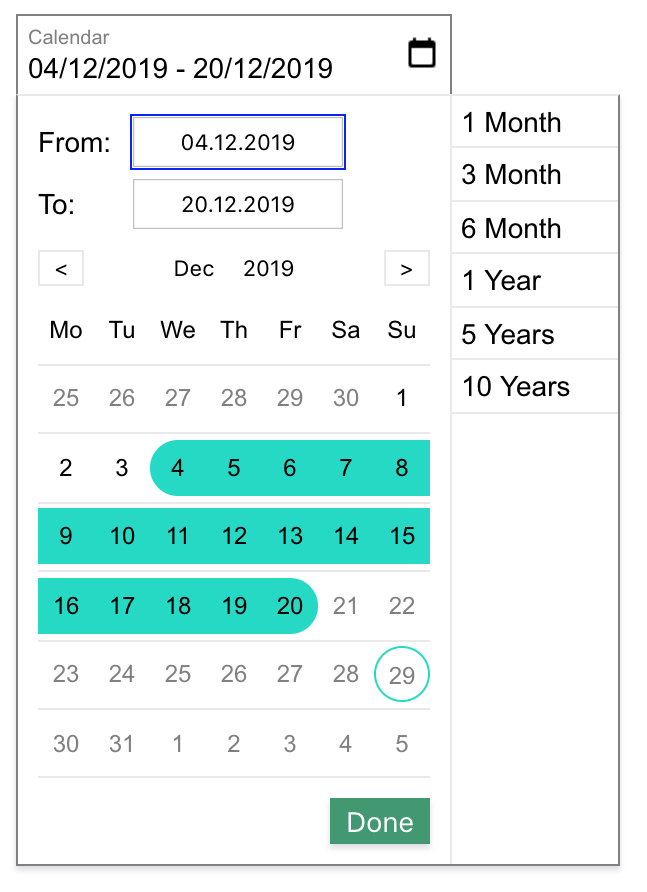 Calendar
04/12/2019 - 20/12/2019
From: 04.12.2019
To: 20.12.2019
< Dec 2019 >
Mo Tu We Th Fr Sa Su
25 26 27 28 29 30 1
2 3 4 5 6 7 8
9 10 11 12 13 14 15
16 17 18 19 20 21 22
23 24 25 26 27 28 29
30 31 1 2 3 4 5
Done
1 Month
3 Month
6 Month
1 Year
5 Years
10 Years